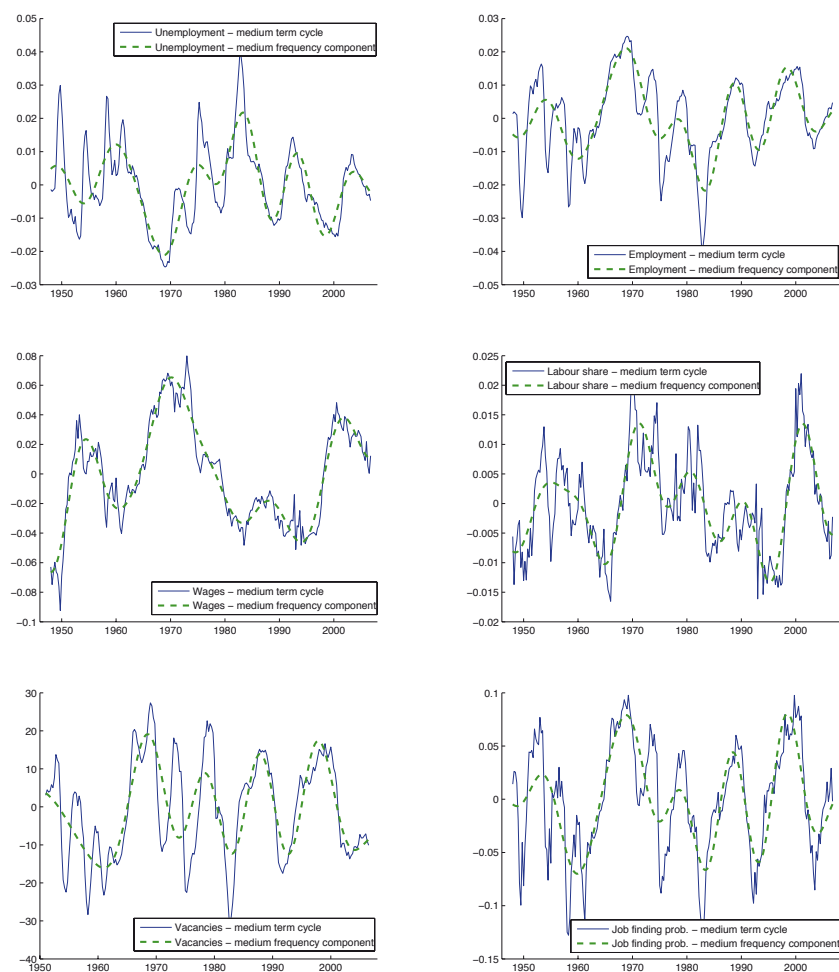 0.05
0.04
0.03
0.02
0.01
0
−0.01
−0.02
−0.03
1950 1960 1970 1980 1990 2000
Unemployment − medium term cycle
Unemployment − medium frequency component
0.03
0.02
0.01
0
−0.01
−0.02
−0.03
−0.04
−0.05
1950 1960 1970 1980 1990 2000
Employment − medium term cycle
Employment − medium frequency component
0.08
0.06
0.04
0.02
0
−0.02
−0.04
−0.06
−0.08
−0.1
1950 1960 1970 1980 1990 2000
Wages − medium term cycle
Wages − medium frequency component
0.025
0.02
0.015
0.01
0.005
0
−0.005
−0.01
−0.015
−0.02
1950 1960 1970 1980 1990 2000
Labour share − medium term cycle
Labour share − medium frequency component
30
20
10
0
−10
−20
−30
−40
1950 1960 1970 1980 1990 2000
Vacancies − medium term cycle
Vacancies − medium frequency component
0.1
0.05
0
−0.05
−0.1
−0.15
1950 1960 1970 1980 1990 2000
Job finding prob. − medium term cycle
Job finding prob. − medium frequency component